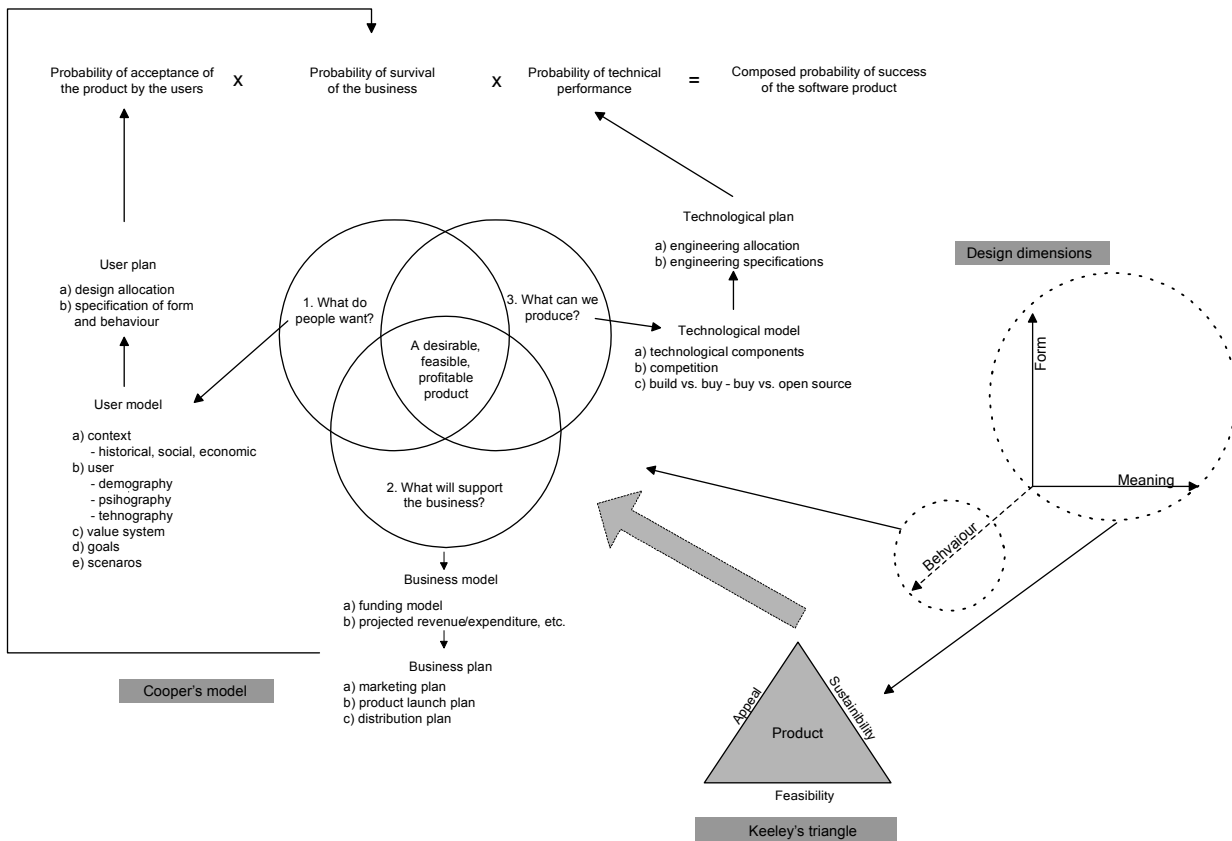 Probability of acceptance of
the product by the users
x
Probability of survival
of the business
x
Probability of technical
performance
=
Composed probability of success
of the software product
User plan
a) design allocation
b) specification of form
and behaviour
User model
a) context
- historical, social, economic
b) user
- demography
- psihography
- tehnography
c) value system
d) goals
e) scenaros
1. What do
people want?
3. What can we
produce?
A desirable,
feasible,
profitable
product
2. What will support
the business?
Technological plan
a) engineering allocation
b) engineering specifications
Technological model
a) technological components
b) competition
c) build vs. buy - buy vs. open source
Business model
a) funding model
b) projected revenue/expenditure, etc.
Business plan
a) marketing plan
b) product launch plan
c) distribution plan
Cooper's model
Design dimensions
Form
Meaning
Behvaiour
Appeal
Sustainibility
Product
Feasibility
Keeley's triangle